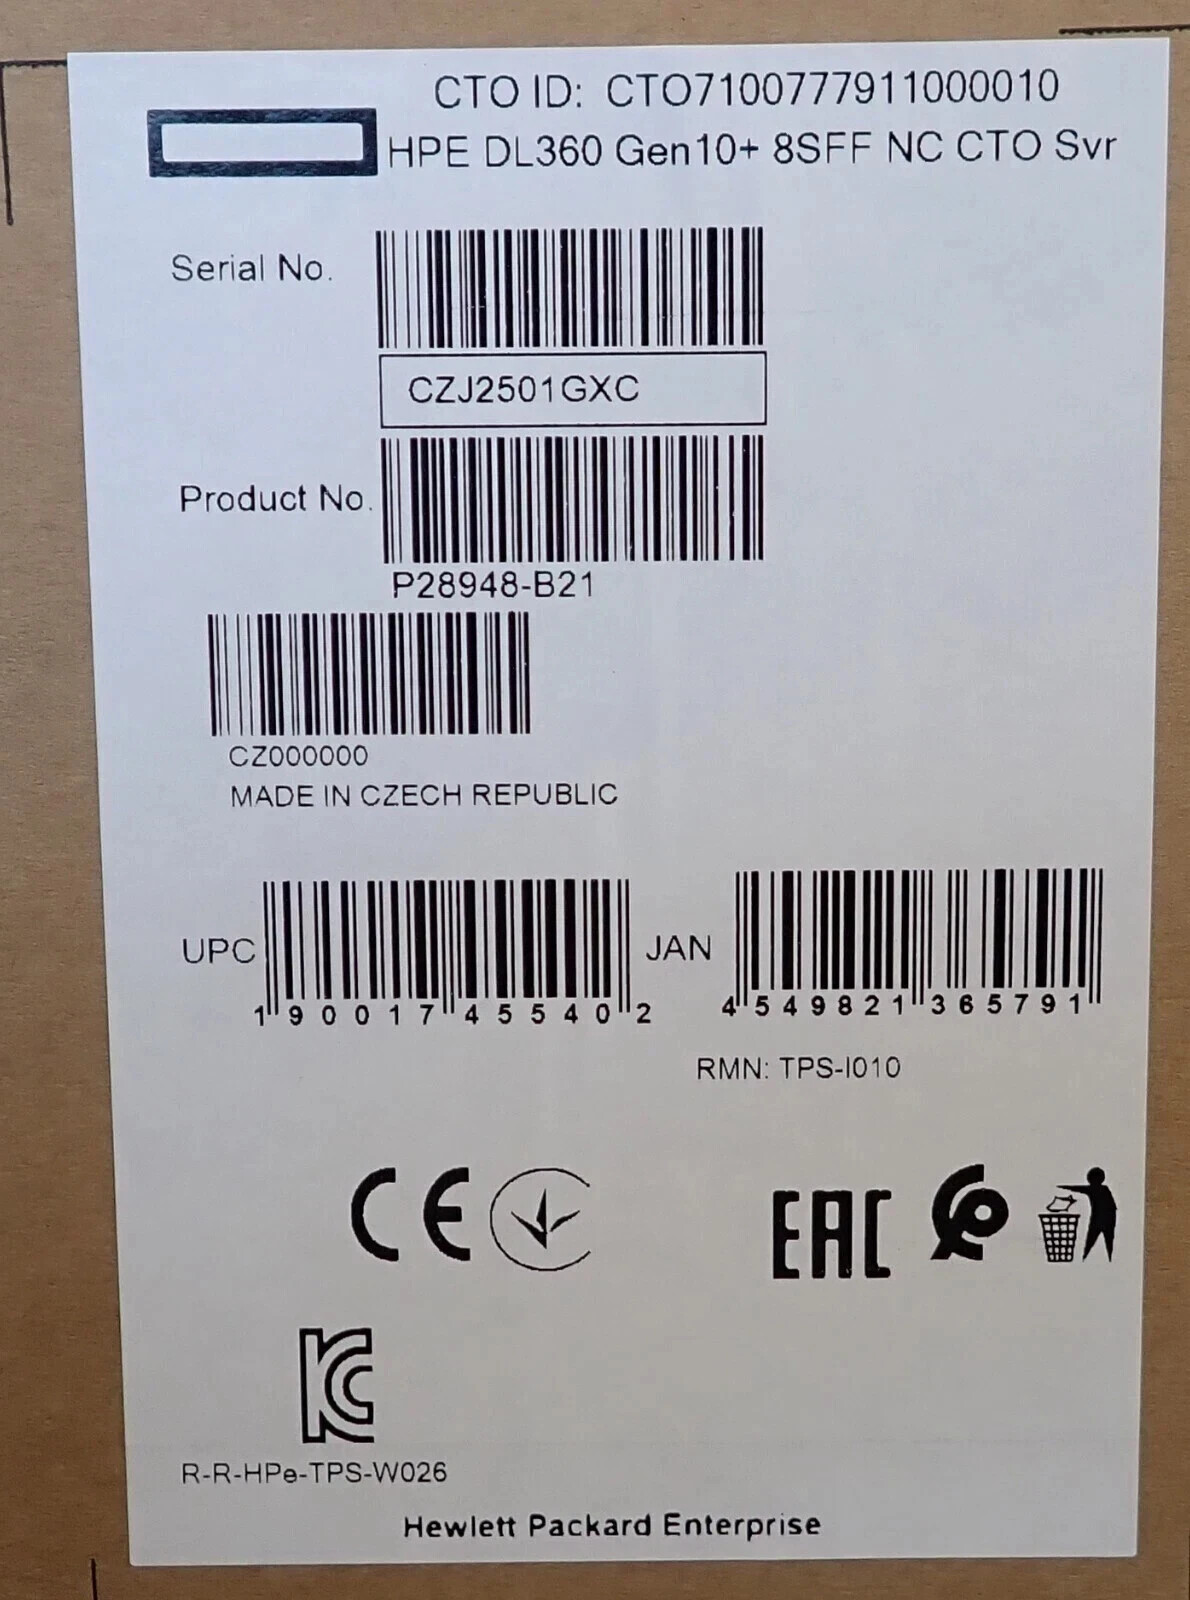 CTO ID: CTO7100777911000010
HPE DL360 Gen10+ 8SFF NC CTO Svr
Serial No.
CZJ2501GXC
Product No.
P28948-B21
CZ000000
MADE IN CZECH REPUBLIC
UPC
1 90017 45540 2
JAN
4 549821 365791
RMN: TPS-I010
CE
EAC
KC
R-R-HPe-TPS-W026
Hewlett Packard Enterprise